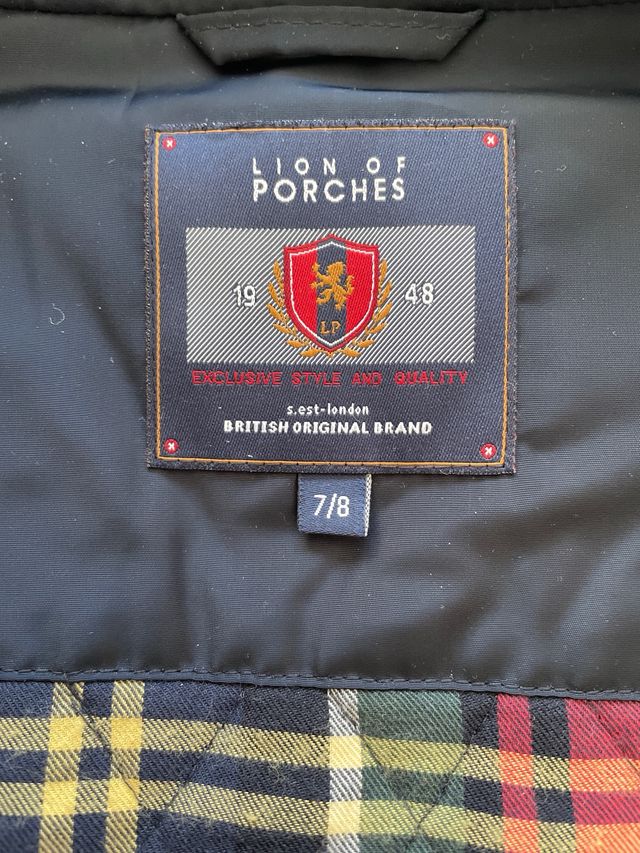 LION OF
PORCHES
19 48
LP
EXCLUSIVE STYLE AND QUALITY
s.est-london
BRITISH ORIGINAL BRAND
7/8